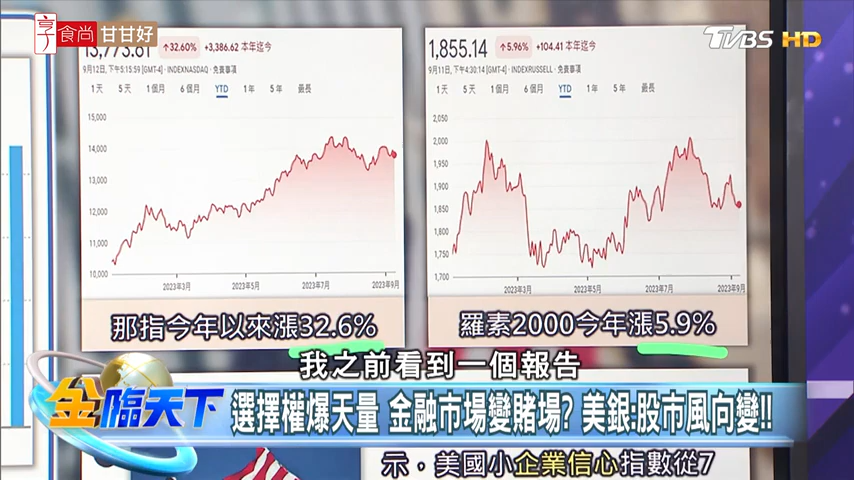 享 食尚 甘甘好
TVBS HD
13,773.61 ↑32.60% +3,386.62 本年迄今
9月12日, 下午5:15:59 [GMT-4]・INDEXNASDAQ・免責事項
1天 5天 1個月 6個月 YTD 1年 5年 最長
15,000
14,000
13,000
12,000
11,000
10,000
2023年3月 2023年5月 2023年7月 2023年9月
那指今年以來漲32.6%
1,855.14 ↑5.96% +104.41 本年迄今
9月11日, 下午4:30:14 [GMT-4]・INDEXRUSSELL・免責事項
1天 5天 1個月 6個月 YTD 1年 5年 最長
2,050
2,000
1,950
1,900
1,850
1,800
1,750
1,700
2023年3月 2023年5月 2023年7月 2023年9月
羅素2000今年漲5.9%
我之前看到一個報告
金臨天下
選擇權爆天量 金融市場變賭場? 美銀:股市風向變!!
示，美國小企業信心指數從7